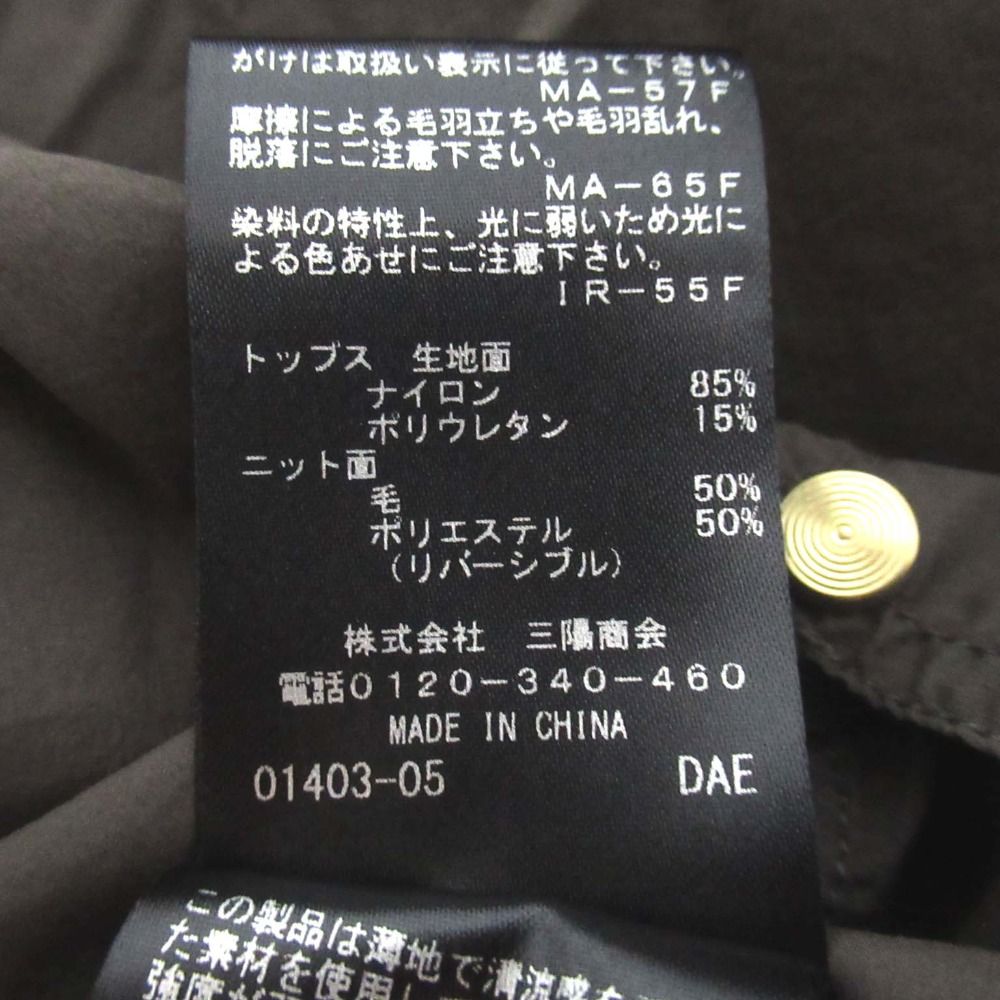 がけは取扱い表示に従って下さい。
MA-57F
摩擦による毛羽立ちや毛羽乱れ、
脱落にご注意下さい。
MA-65F
染料の特性上、光に弱いため光に
よる色あせにご注意下さい。
IR-55F
トップス 生地面
ナイロン 85%
ポリウレタン 15%
ニット面
毛 50%
ポリエステル 50%
(リバーシブル)
株式会社 三陽商会
電話0120-340-460
MADE IN CHINA
01403-05 DAE
この製品は薄地で清涼感を
た素材を使用し
強度が